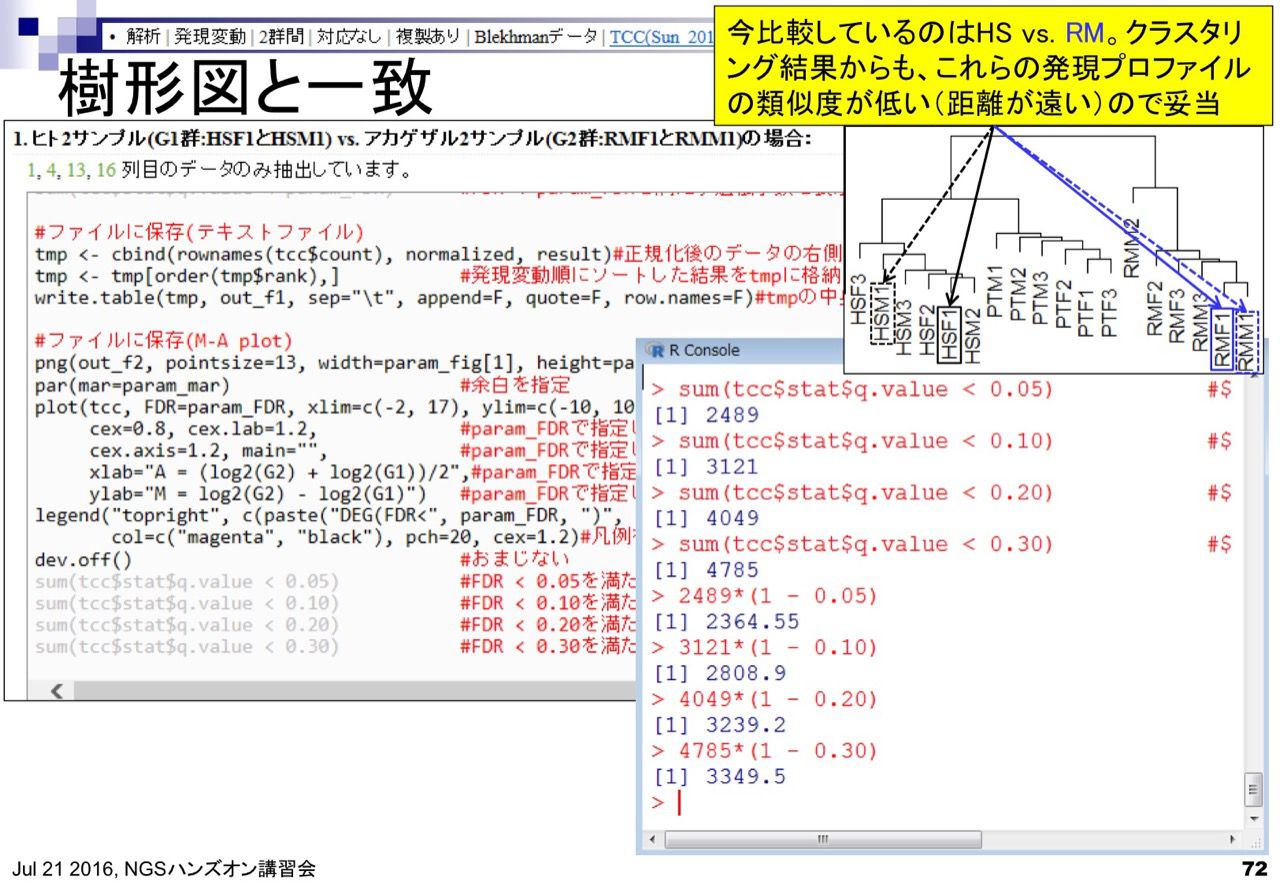 • 解析 | 発現変動 | 2群間 | 対応なし | 複製あり | Blekhmanデータ | TCC(Sun_201
今比較しているのはHS vs. RM。クラスタリ
ング結果からも、これらの発現プロファイル
の類似度が低い(距離が遠い)ので妥当
樹形図と一致
1. ヒト2サンプル(G1群:HSF1とHSM1) vs. アカゲザル2サンプル(G2群:RMF1とRMM1)の場合:
1, 4, 13, 16 列目のデータのみ抽出しています。
#ファイルに保存(テキストファイル)
tmp <- cbind(rownames(tcc$count), normalized, result)#正規化後のデータの右側
tmp <- tmp[order(tmp$rank),] #発現変動順にソートした結果をtmpに格納
write.table(tmp, out_f1, sep="\t", append=F, quote=F, row.names=F)#tmpの中
#ファイルに保存(M-A plot)
png(out_f2, pointsize=13, width=param_fig[1], height=pa
par(mar=param_mar) #余白を指定
plot(tcc, FDR=param_FDR, xlim=c(-2, 17), ylim=c(-10, 10
cex=0.8, cex.lab=1.2, #param_FDRで指定
cex.axis=1.2, main="", #param_FDRで指定
xlab="A = (log2(G2) + log2(G1))/2",#param_FDRで指定
ylab="M = log2(G2) - log2(G1)") #param_FDRで指定
legend("topright", c(paste("DEG(FDR<", param_FDR, ")",
col=c("magenta", "black"), pch=20, cex=1.2)#凡例
dev.off() #おまじない
sum(tcc$stat$q.value < 0.05) #FDR < 0.05を満た
sum(tcc$stat$q.value < 0.10) #FDR < 0.10を満た
sum(tcc$stat$q.value < 0.20) #FDR < 0.20を満た
sum(tcc$stat$q.value < 0.30) #FDR < 0.30を満た
HSF3
HSM1
HSM3
HSF2
HSF1
HSM2
PTM1
PTM2
PTM3
PTF2
PTF1
PTF3
RMM2
RMF2
RMF3
RMM3
RMF1
RMM1
R Console
> sum(tcc$stat$q.value < 0.05) #$
[1] 2489
> sum(tcc$stat$q.value < 0.10) #$
[1] 3121
> sum(tcc$stat$q.value < 0.20) #$
[1] 4049
> sum(tcc$stat$q.value < 0.30) #$
[1] 4785
> 2489*(1 - 0.05)
[1] 2364.55
> 3121*(1 - 0.10)
[1] 2808.9
> 4049*(1 - 0.20)
[1] 3239.2
> 4785*(1 - 0.30)
[1] 3349.5
>
Jul 21 2016, NGSハンズオン講習会
72